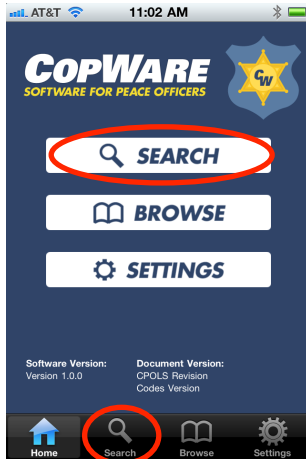 AT&T 11:02 AM
COPWARE
SOFTWARE FOR PEACE OFFICERS
CW
SEARCH
BROWSE
SETTINGS
Software Version:
Version 1.0.0
Document Version:
CPOLS Revision
Codes Version
Home Search Browse Settings